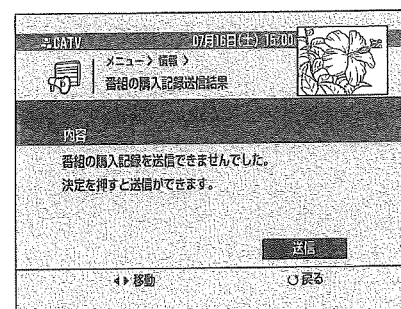 CATV 07月16日(土) 15:00
メニュー 〉 情報 〉
番組の購入記録送信結果
内容
番組の購入記録を送信できませんでした。
決定を押すと送信ができます。
送信
移動 戻る